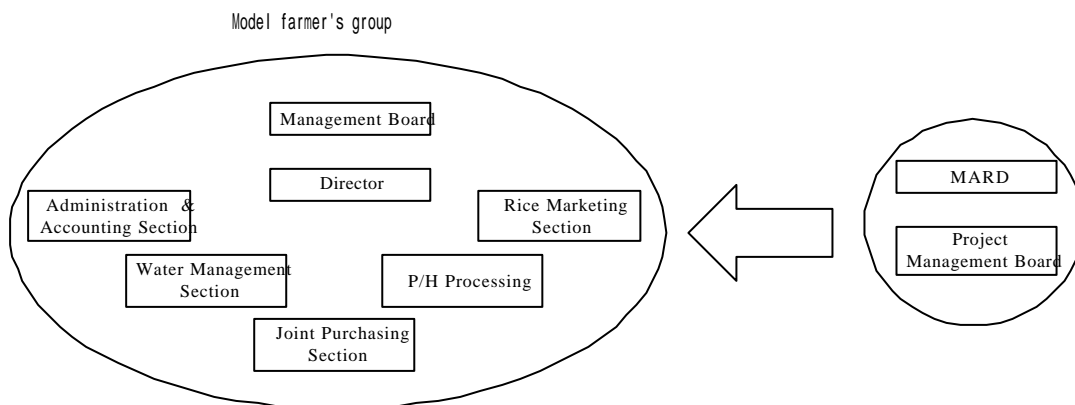 Model farmer's group
Management Board
Director
Administration &
Accounting Section
Rice Marketing
Section
Water Management
Section
P/H Processing
Joint Purchasing
Section
MARD
Project
Management Board